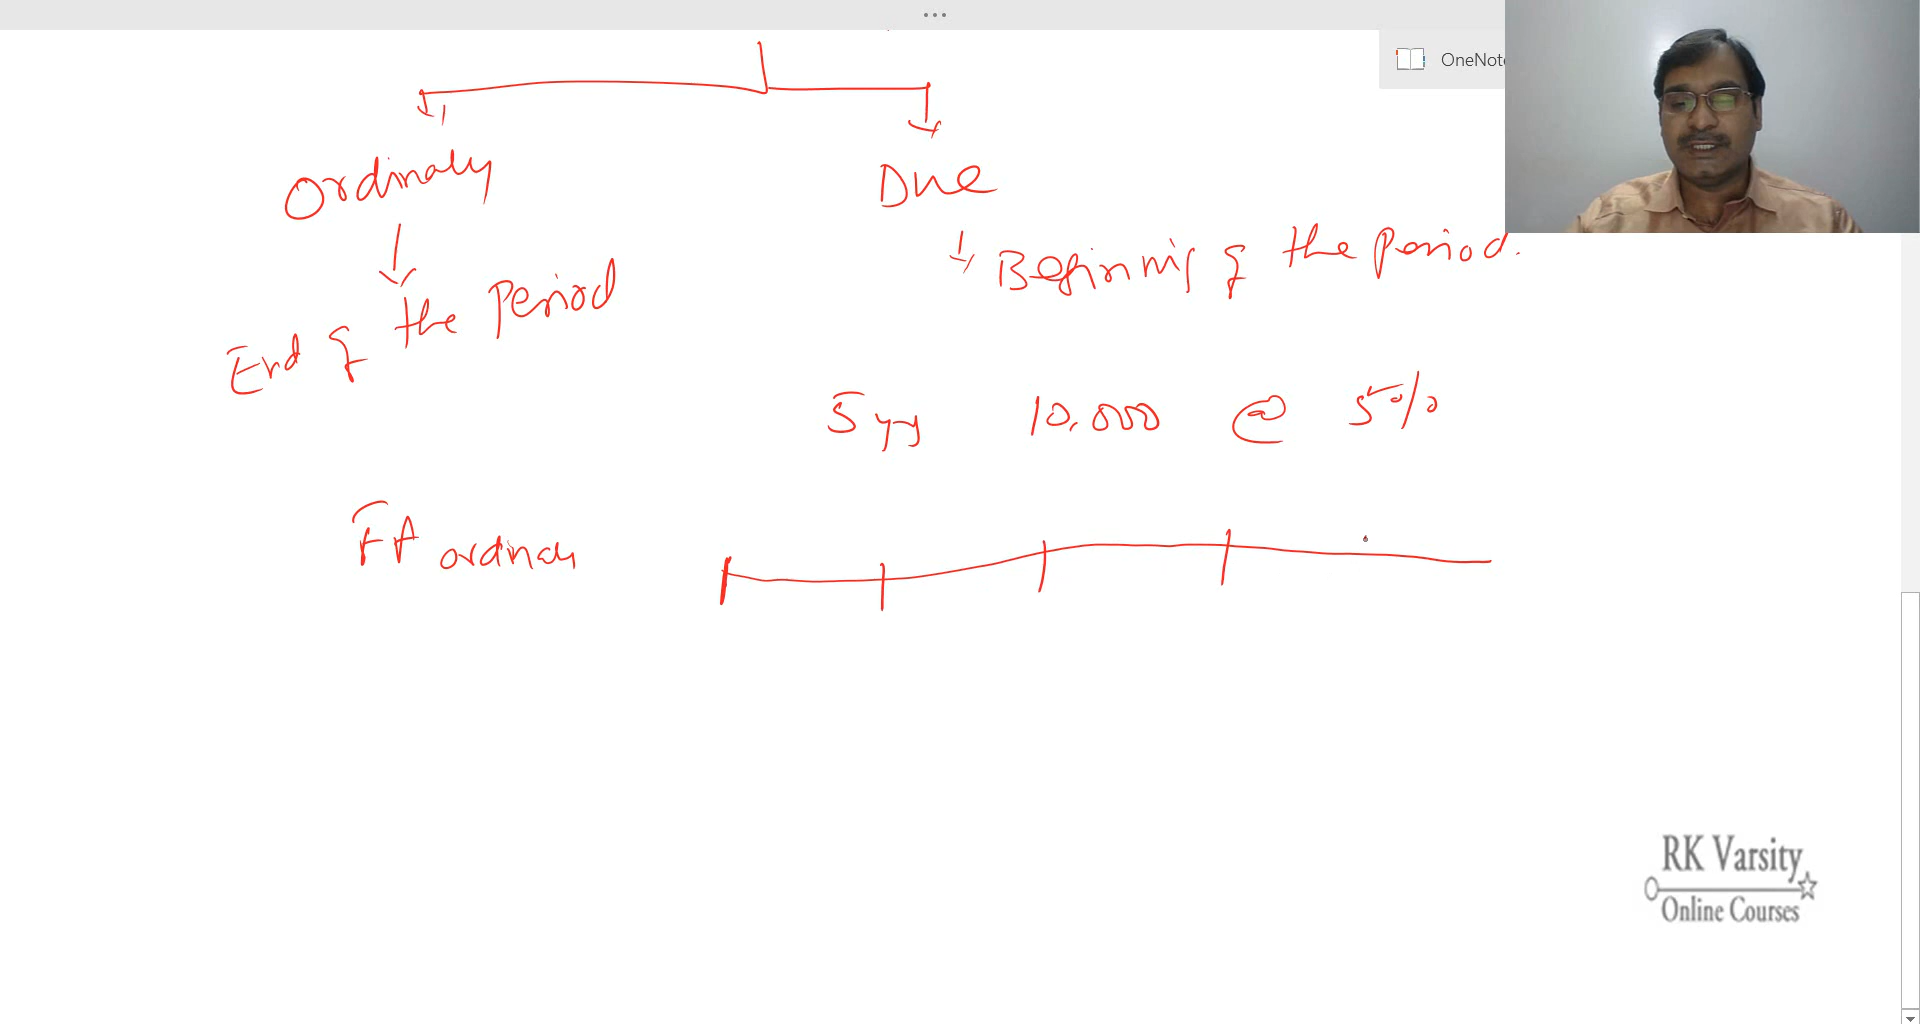 OneNote
Ordinary
Due
End of the Period
Beginning of the Period.
5 yrs 10,000 @ 5%
FA ordinary
RK Varsity
Online Courses